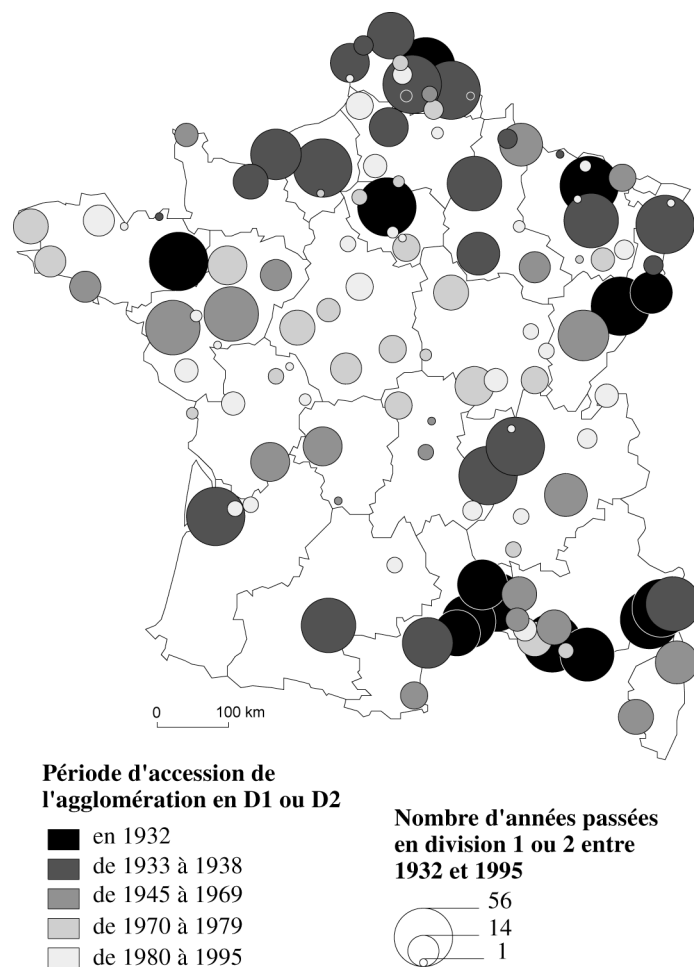 0 100 km
Période d'accession de
l'agglomération en D1 ou D2
en 1932
de 1933 à 1938
de 1945 à 1969
de 1970 à 1979
de 1980 à 1995
Nombre d'années passées
en division 1 ou 2 entre
1932 et 1995
56
14
1